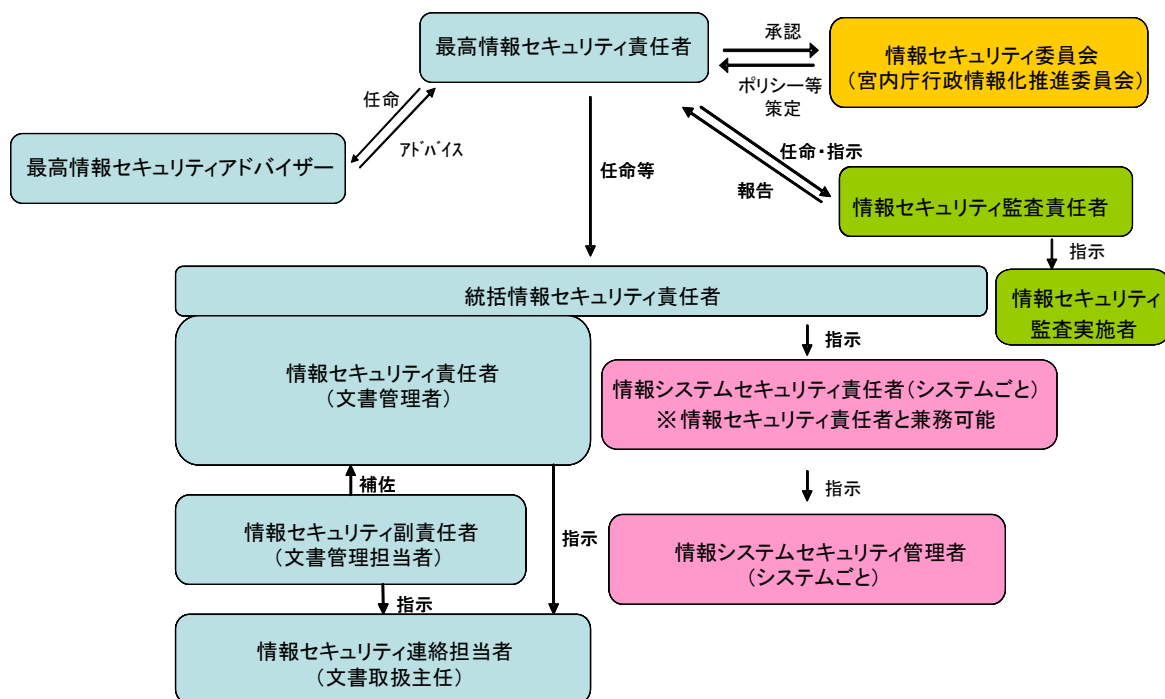 最高情報セキュリティ責任者
承認
情報セキュリティ委員会
（宮内庁行政情報化推進委員会）
ポリシー等
策定
任命
アドバイス
最高情報セキュリティアドバイザー
任命等
任命・指示
報告
情報セキュリティ監査責任者
指示
統括情報セキュリティ責任者
情報セキュリティ
監査実施者
指示
情報セキュリティ責任者
（文書管理者）
情報システムセキュリティ責任者（システムごと）
※情報セキュリティ責任者と兼務可能
補佐
指示
情報セキュリティ副責任者
（文書管理担当者）
指示
情報システムセキュリティ管理者
（システムごと）
指示
情報セキュリティ連絡担当者
（文書取扱主任）